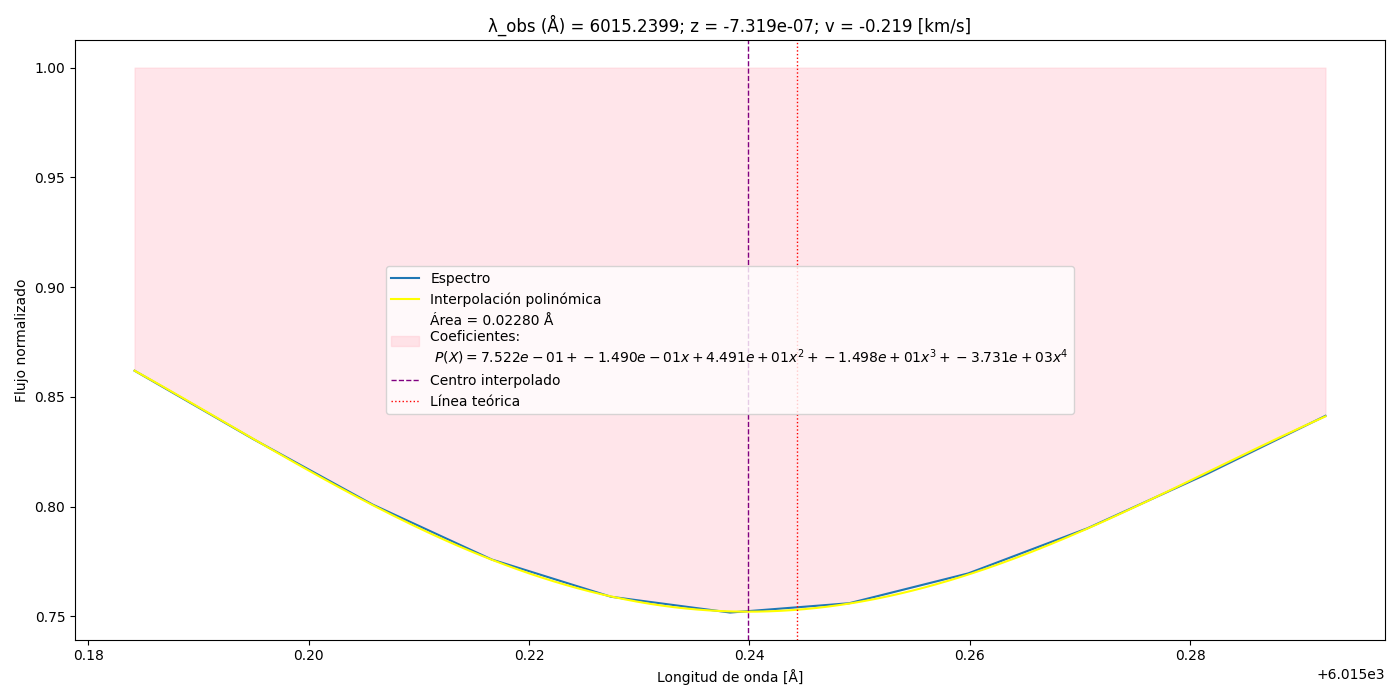 λ_obs (Å) = 6015.2399; z = -7.319e-07; v = -0.219 [km/s]
Flujo normalizado
1.00
0.95
0.90
0.85
0.80
0.75
Espectro
Interpolación polinómica
Área = 0.02280 Å
Coeficientes:
P(X) = 7.522e − 01 + −1.490e − 01x + 4.491e + 01x² + −1.498e + 01x³ + −3.731e + 03x⁴
Centro interpolado
Línea teórica
0.18 0.20 0.22 0.24 0.26 0.28
+6.015e3
Longitud de onda [Å]